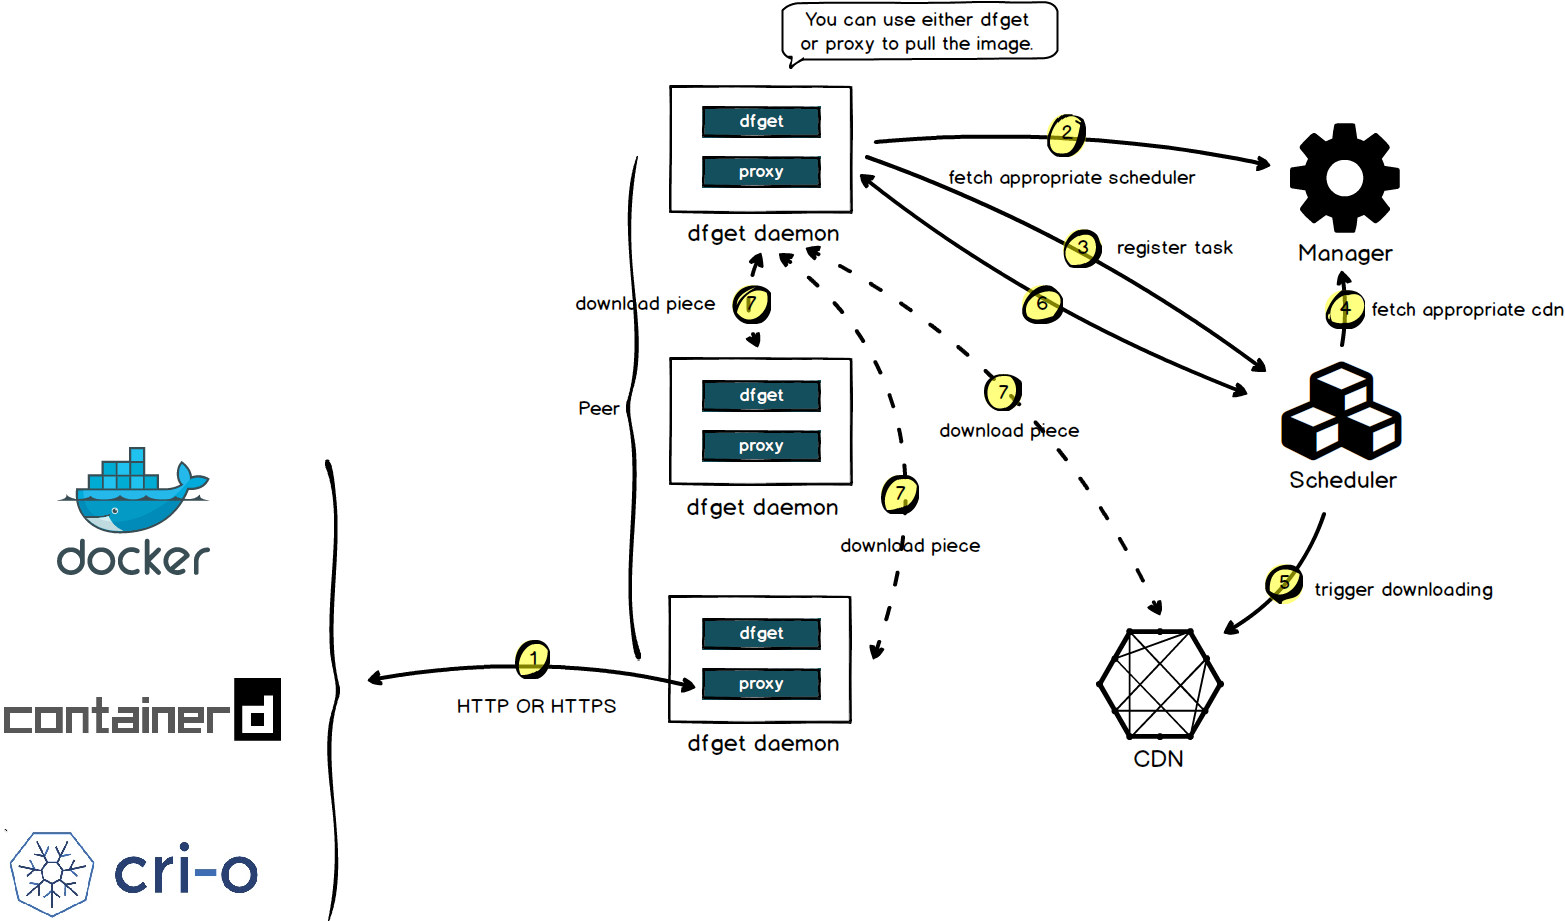 You can use either dfget
or proxy to pull the image.
dfget
proxy
dfget daemon
2
fetch appropriate scheduler
3
register task
6
Manager
4
fetch appropriate cdn
Scheduler
7
download piece
Peer
dfget
proxy
dfget daemon
7
download piece
7
download piece
5
trigger downloading
CDN
dfget
proxy
dfget daemon
1
HTTP OR HTTPS
docker
containerd
cri-o